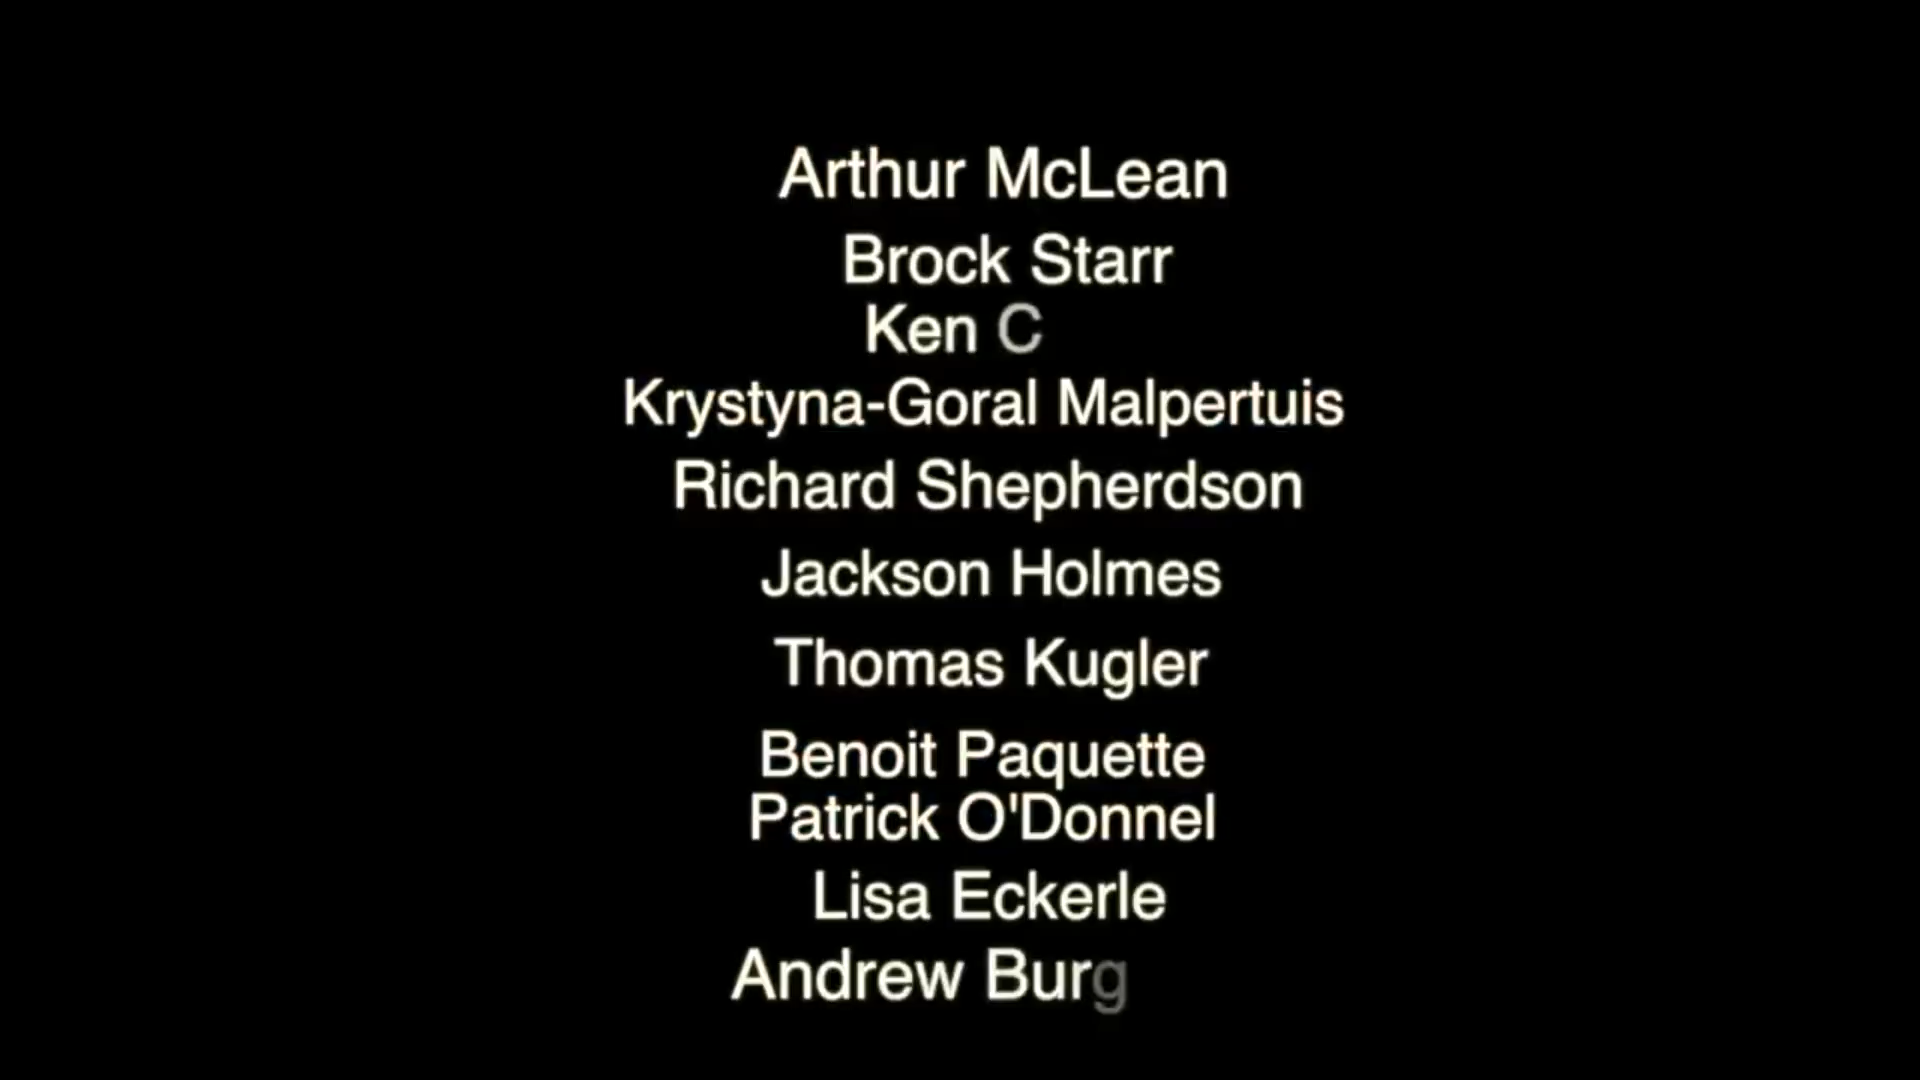 Arthur McLean
Brock Starr
Ken C
Krystyna-Goral Malpertuis
Richard Shepherdson
Jackson Holmes
Thomas Kugler
Benoit Paquette
Patrick O'Donnel
Lisa Eckerle
Andrew Burg